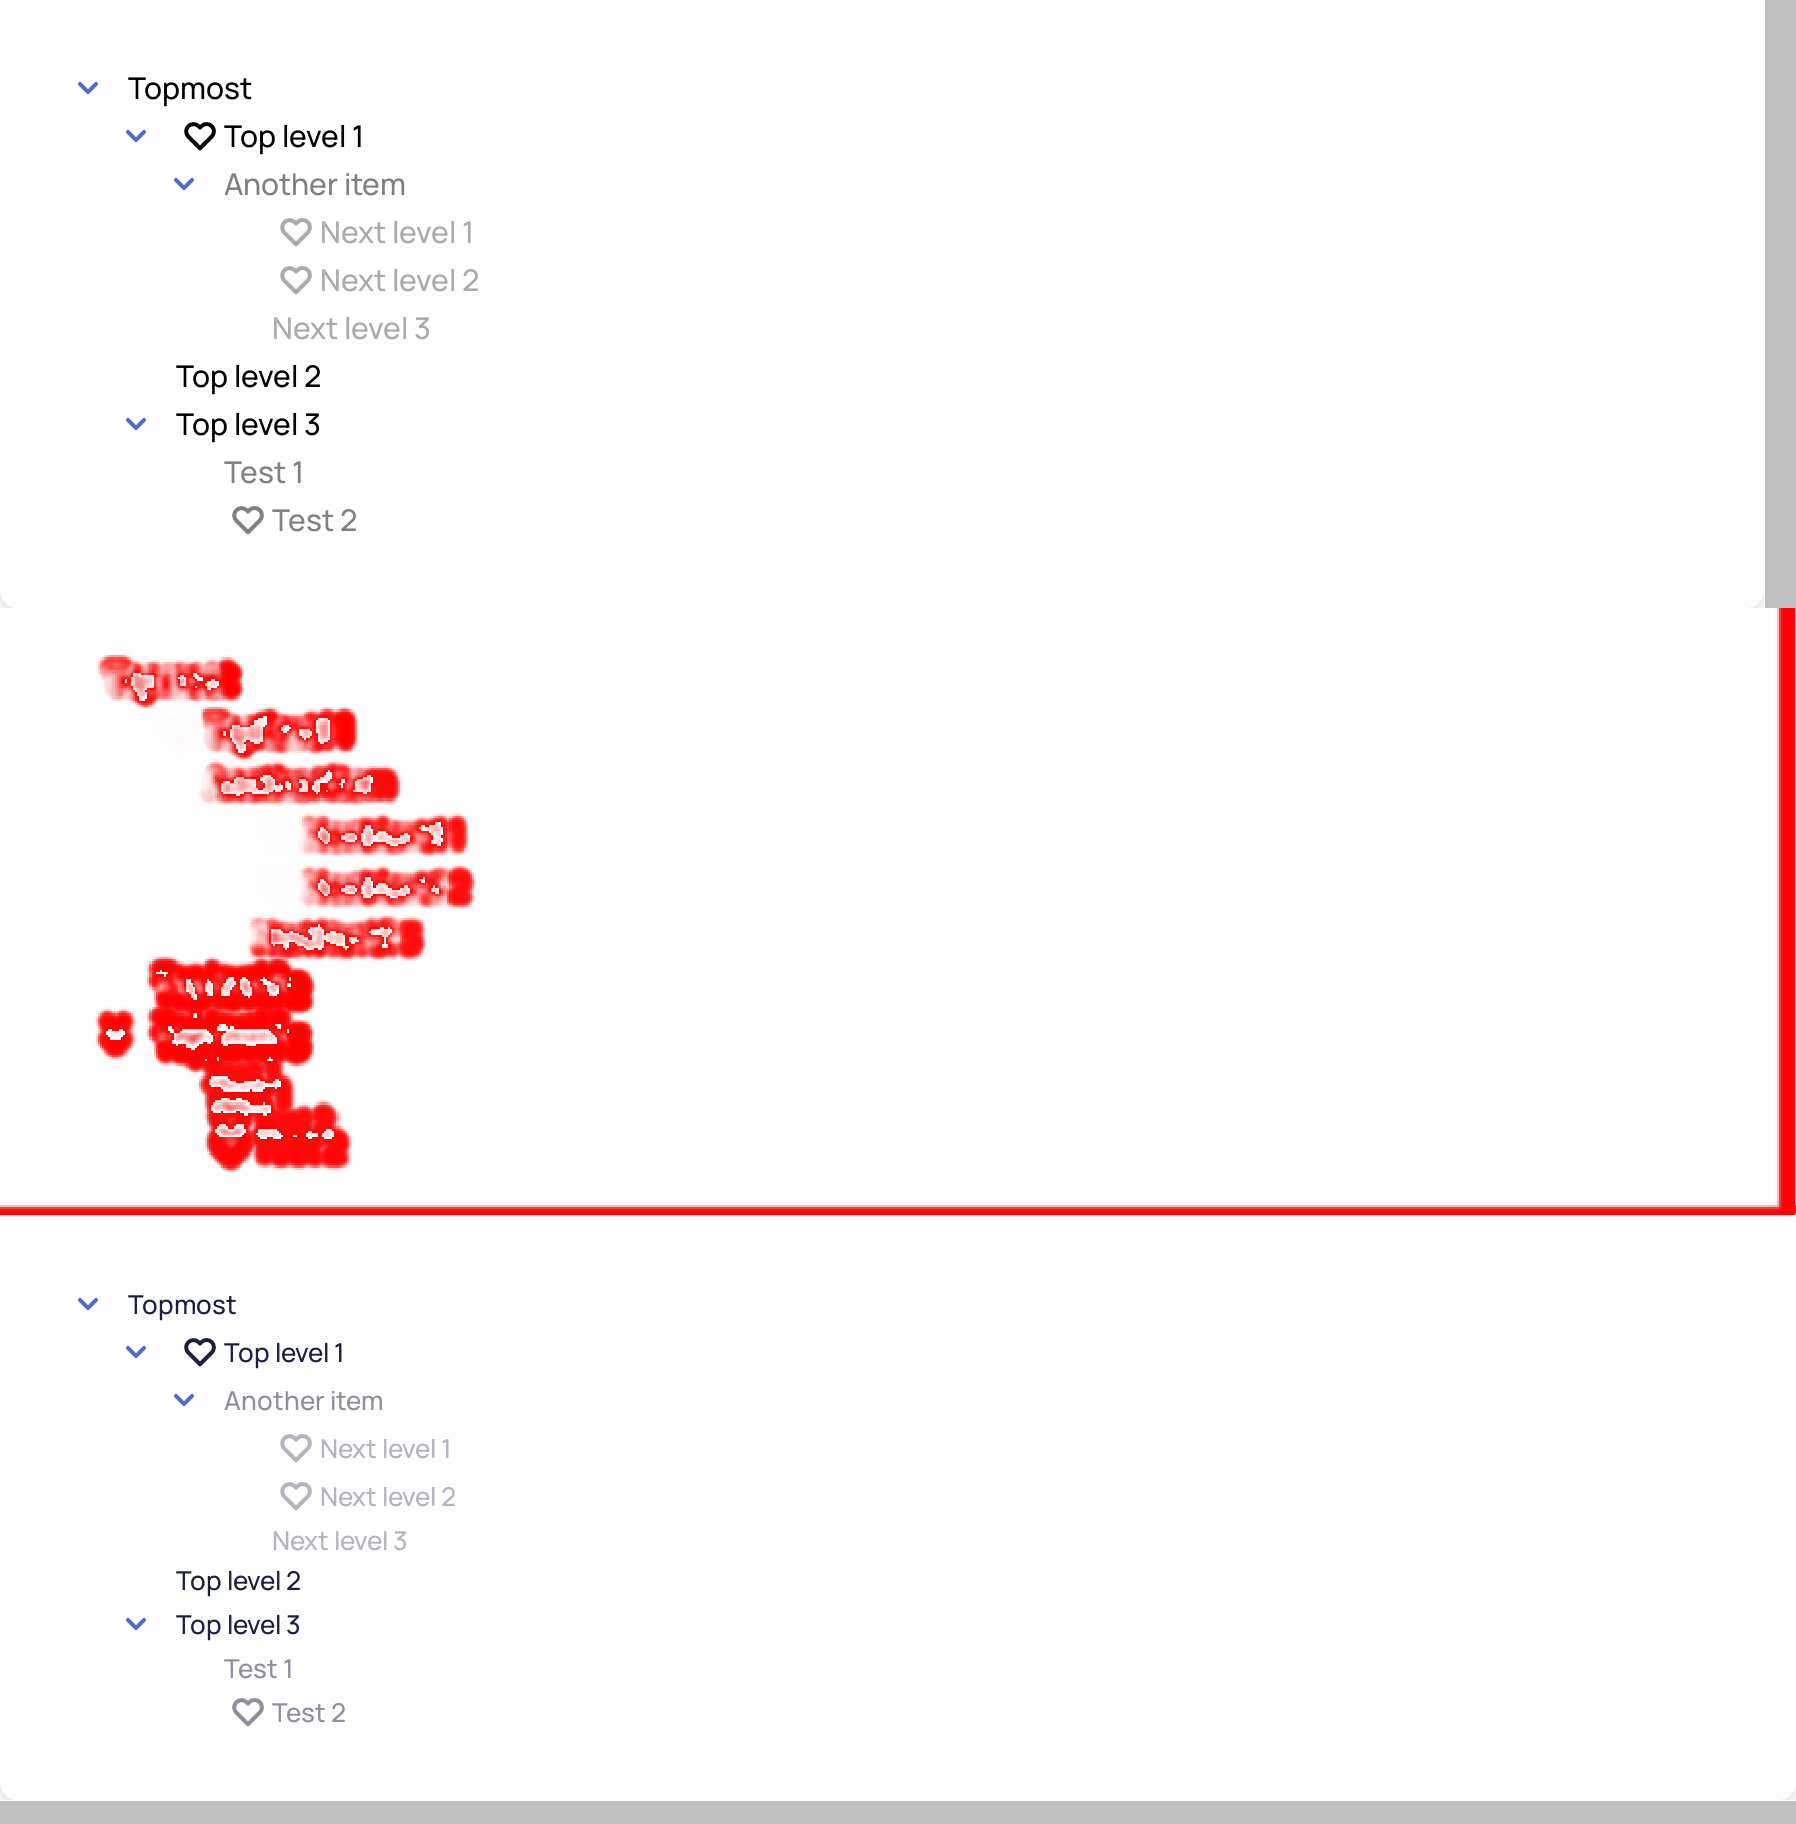 Topmost
Top level 1
Another item
Next level 1
Next level 2
Next level 3
Top level 2
Top level 3
Test 1
Test 2
Topmost
Top level 1
Another item
Next level 1
Next level 2
Next level 3
Top level 2
Top level 3
Test 1
Test 2